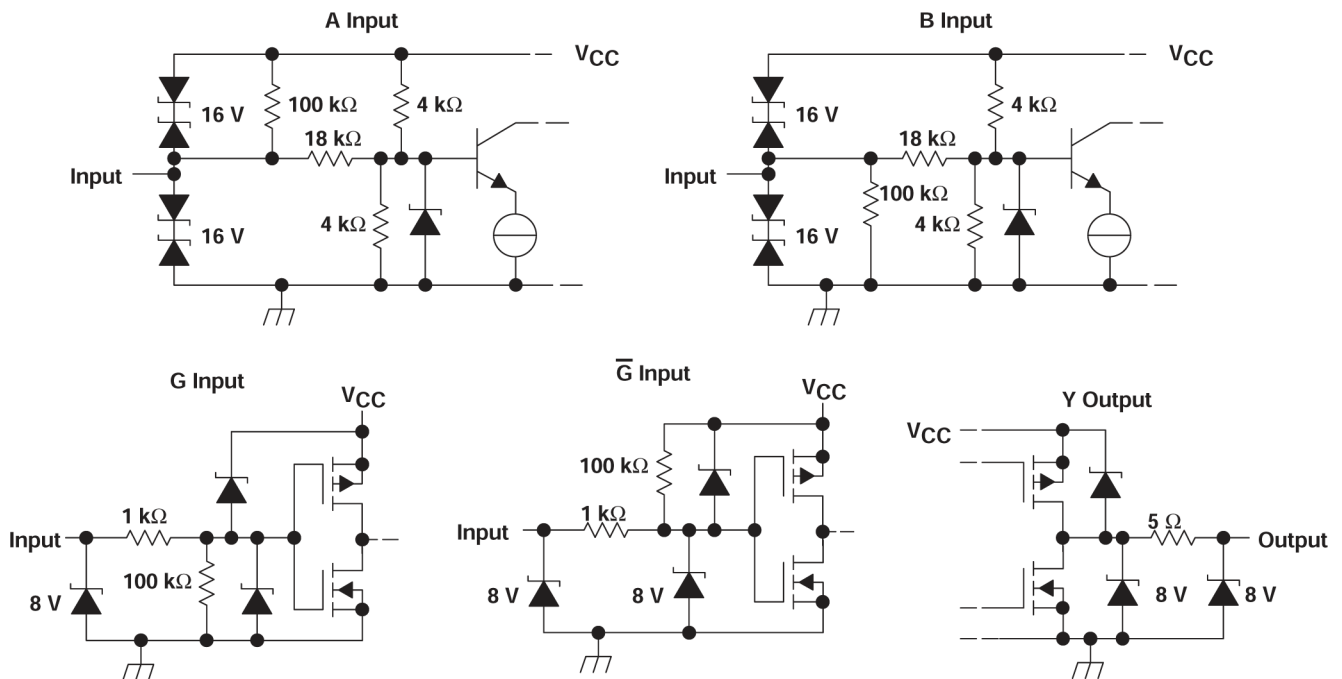 A Input
VCC
16 V
100 kΩ
4 kΩ
18 kΩ
Input
4 kΩ
16 V
B Input
VCC
16 V
4 kΩ
18 kΩ
Input
100 kΩ
4 kΩ
16 V
G Input
VCC
1 kΩ
Input
100 kΩ
8 V
G̅ Input
VCC
100 kΩ
1 kΩ
Input
8 V
8 V
Y Output
VCC
5 Ω
Output
8 V
8 V